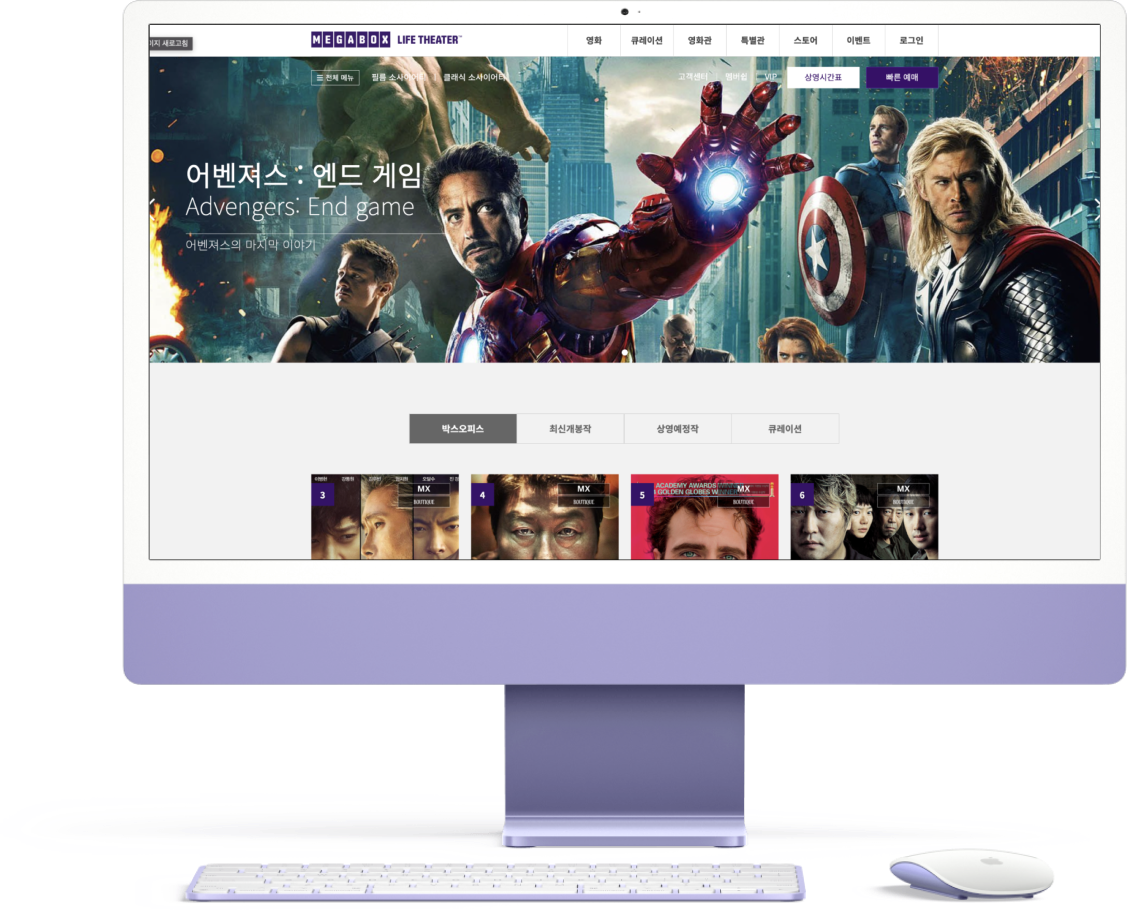 MEGABOX LIFE THEATER™
영화 큐레이션 영화관 특별관 스토어 이벤트 로그인
이지 새로고침
전체 메뉴 필름 소사이어티 | 클래식 소사이어티
고객센터 | 멤버쉽 | VIP 상영시간표 빠른 예매
어벤져스 : 엔드 게임
Advengers: End game
어벤져스의 마지막 이야기
박스오피스 최신개봉작 상영예정작 큐레이션
3 MX BOUTIQUE
4 MX BOUTIQUE
ACADEMY AWARDS
GOLDEN GLOBES
5 MX BOUTIQUE
6 MX BOUTIQUE